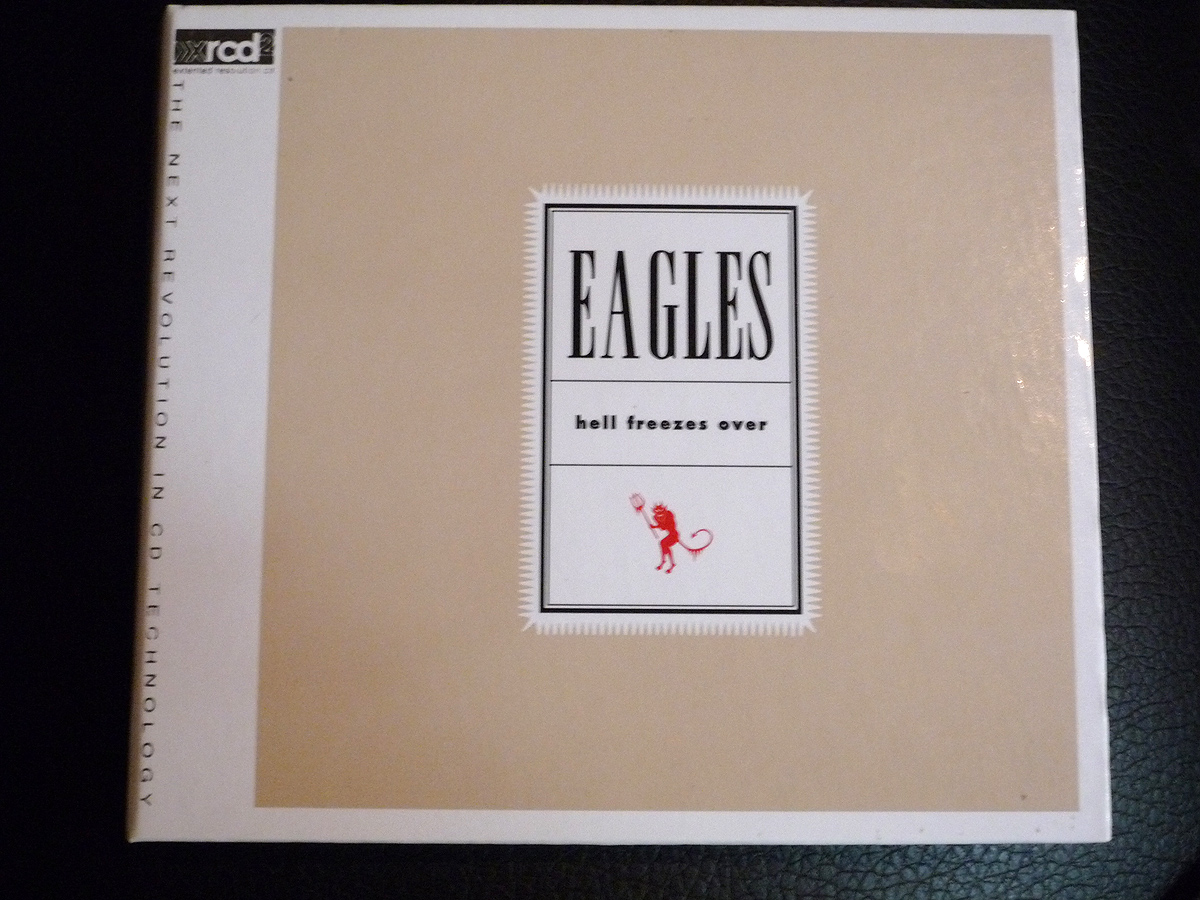 xrcd2
extended resolution cd
THE NEXT REVOLUTION IN CD TECHNOLOGY
EAGLES
hell freezes over